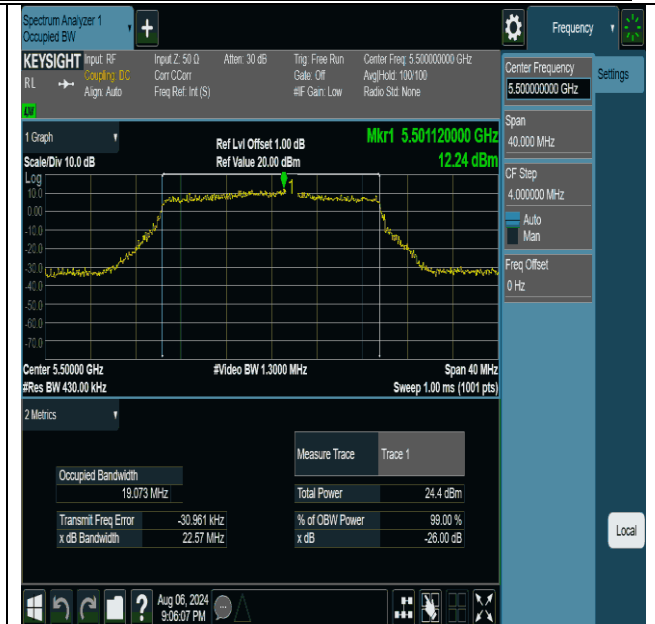 Spectrum Analyzer 1
Occupied BW
Frequency
KEYSIGHT
RL
Input: RF
Coupling: DC
Align: Auto
Input Z: 50 Ω
Corr CCorr
Freq Ref: Int (S)
Atten: 30 dB
Trig: Free Run
Gate: Off
#IF Gain: Low
Center Freq: 5.500000000 GHz
Avg|Hold: 100/100
Radio Std: None
Center Frequency
5.500000000 GHz
Settings
Span
40.000 MHz
CF Step
4.000000 MHz
Auto
Man
Freq Offset
0 Hz
Local
1 Graph
Scale/Div 10.0 dB
Ref Lvl Offset 1.00 dB
Ref Value 20.00 dBm
Mkr1 5.501120000 GHz
12.24 dBm
Log
10.0
0.00
-10.0
-20.0
-30.0
-40.0
-50.0
-60.0
-70.0
1
Center 5.50000 GHz
#Res BW 430.00 kHz
#Video BW 1.3000 MHz
Span 40 MHz
Sweep 1.00 ms (1001 pts)
2 Metrics
Measure Trace Trace 1
Occupied Bandwidth
19.073 MHz
Total Power 24.4 dBm
Transmit Freq Error -30.961 kHz
% of OBW Power 99.00 %
x dB Bandwidth 22.57 MHz
x dB -26.00 dB
?
Aug 06, 2024
9:06:07 PM